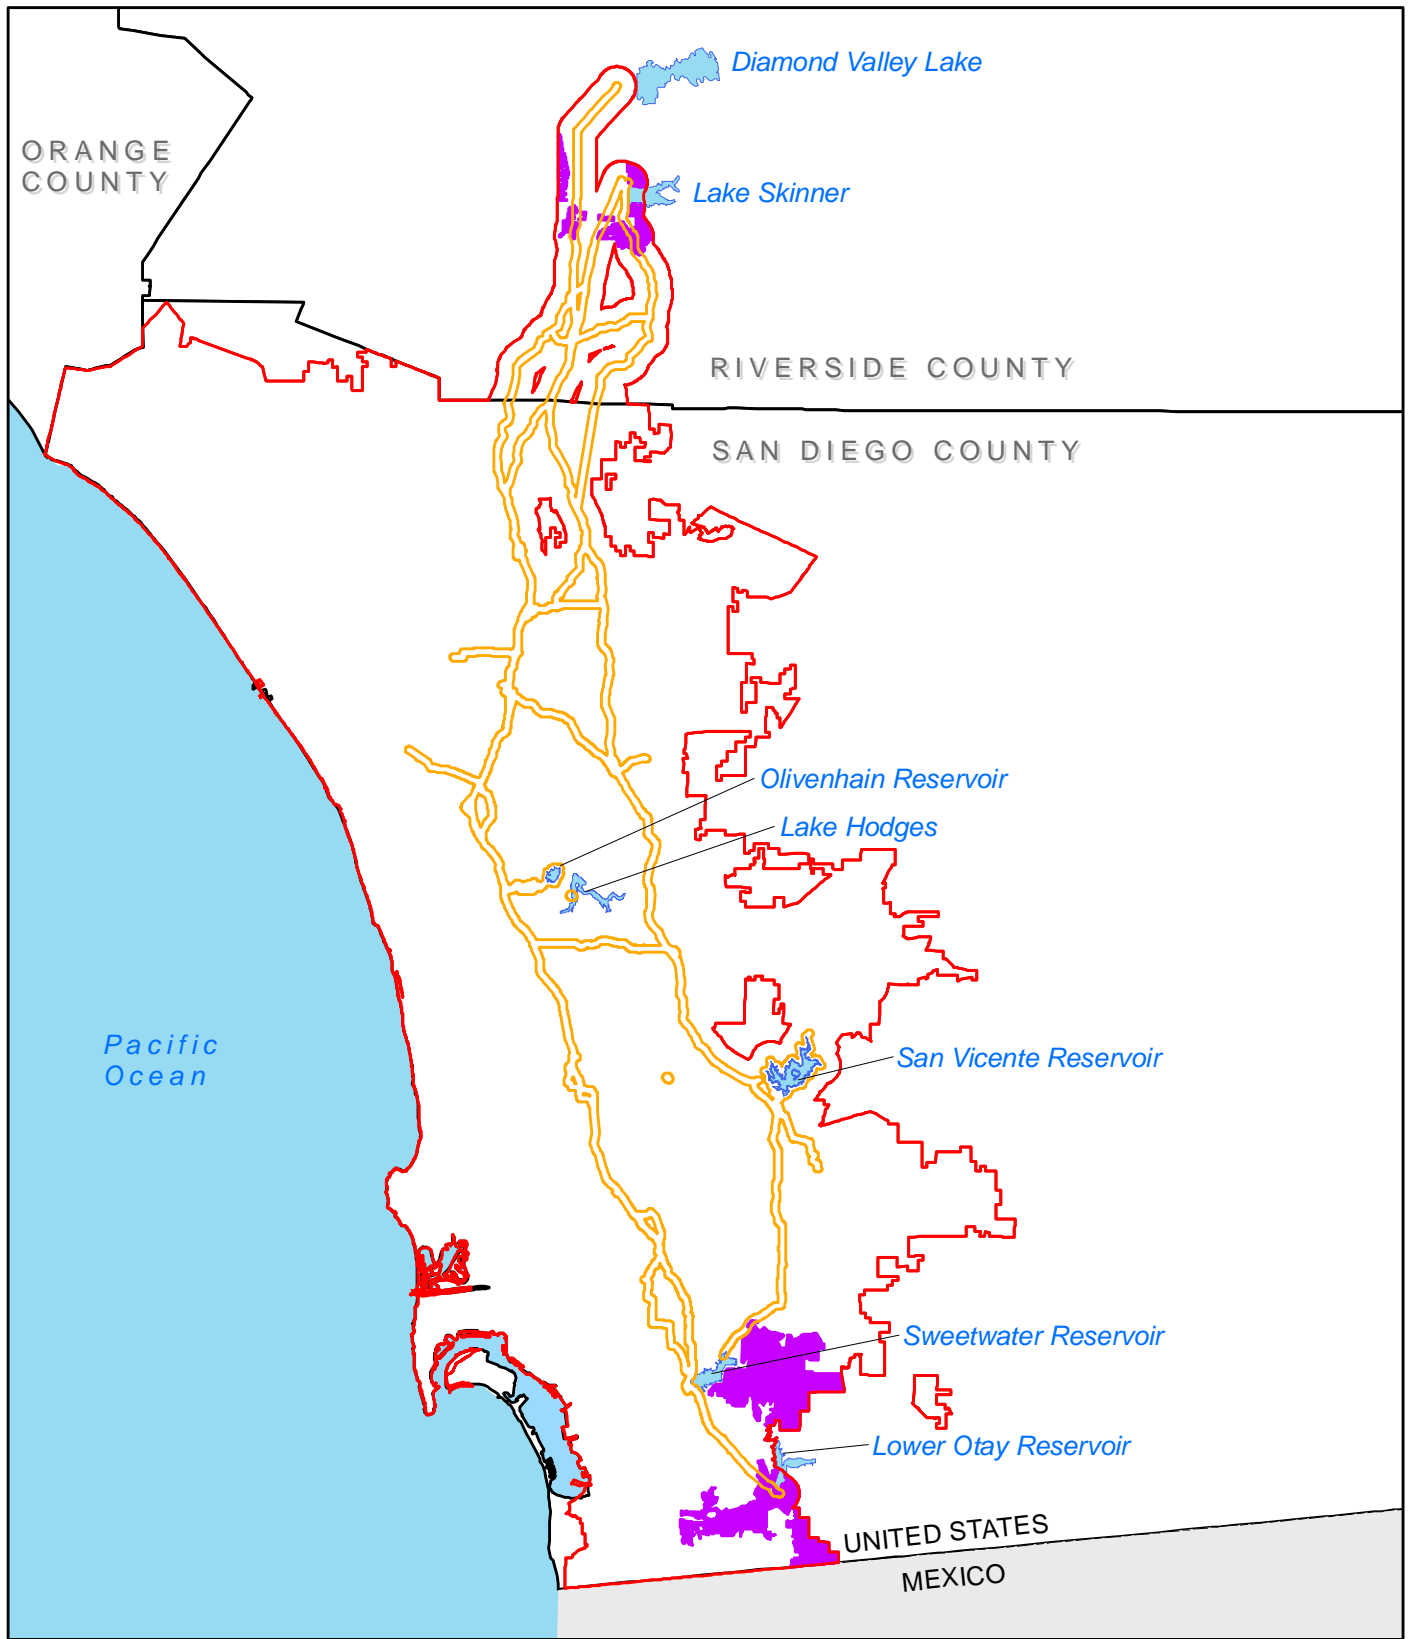 Diamond Valley Lake
ORANGE
COUNTY
Lake Skinner
RIVERSIDE COUNTY
SAN DIEGO COUNTY
Olivenhain Reservoir
Lake Hodges
Pacific
Ocean
San Vicente Reservoir
Sweetwater Reservoir
Lower Otay Reservoir
UNITED STATES
MEXICO